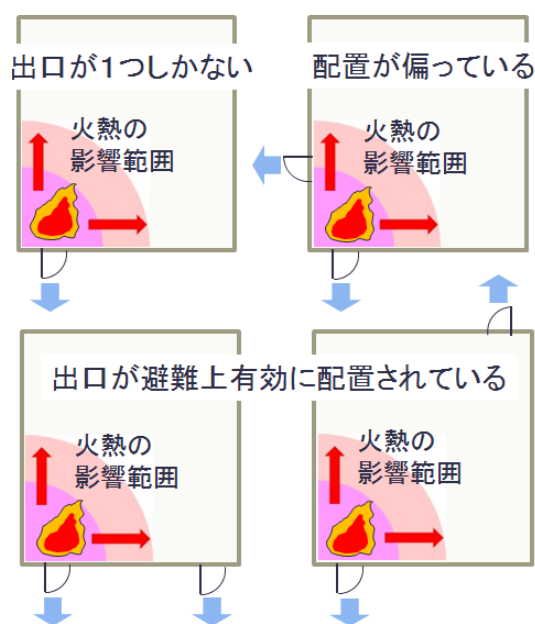 出口が1つしかない
配置が偏っている
火熱の
影響範囲
火熱の
影響範囲
出口が避難上有効に配置されている
火熱の
影響範囲
火熱の
影響範囲